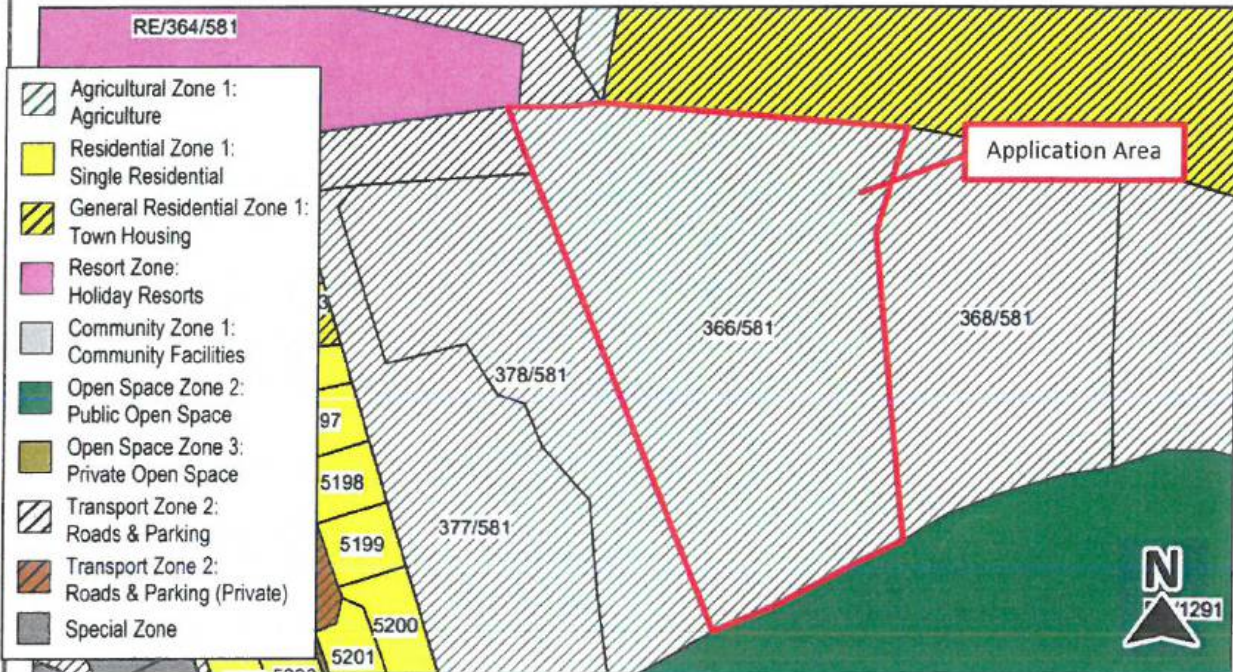 RE/364/581
Agricultural Zone 1:
Agriculture
Residential Zone 1:
Single Residential
General Residential Zone 1:
Town Housing
Resort Zone:
Holiday Resorts
Community Zone 1:
Community Facilities
Open Space Zone 2:
Public Open Space
Open Space Zone 3:
Private Open Space
Transport Zone 2:
Roads & Parking
Transport Zone 2:
Roads & Parking (Private)
Special Zone
Application Area
366/581
368/581
378/581
377/581
3
97
5198
5199
5200
5201
N
/1291